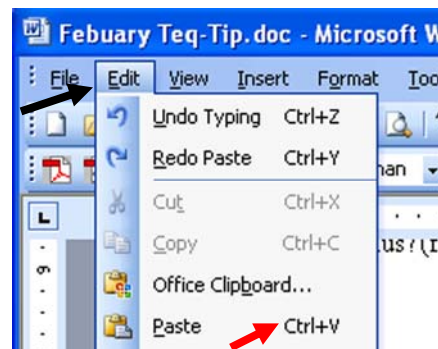 Febuary Teq-Tip.doc - Microsoft W
File Edit View Insert Format Too
Undo Typing Ctrl+Z
Redo Paste Ctrl+Y
Cut Ctrl+X
Copy Ctrl+C
Office Clipboard...
Paste Ctrl+V